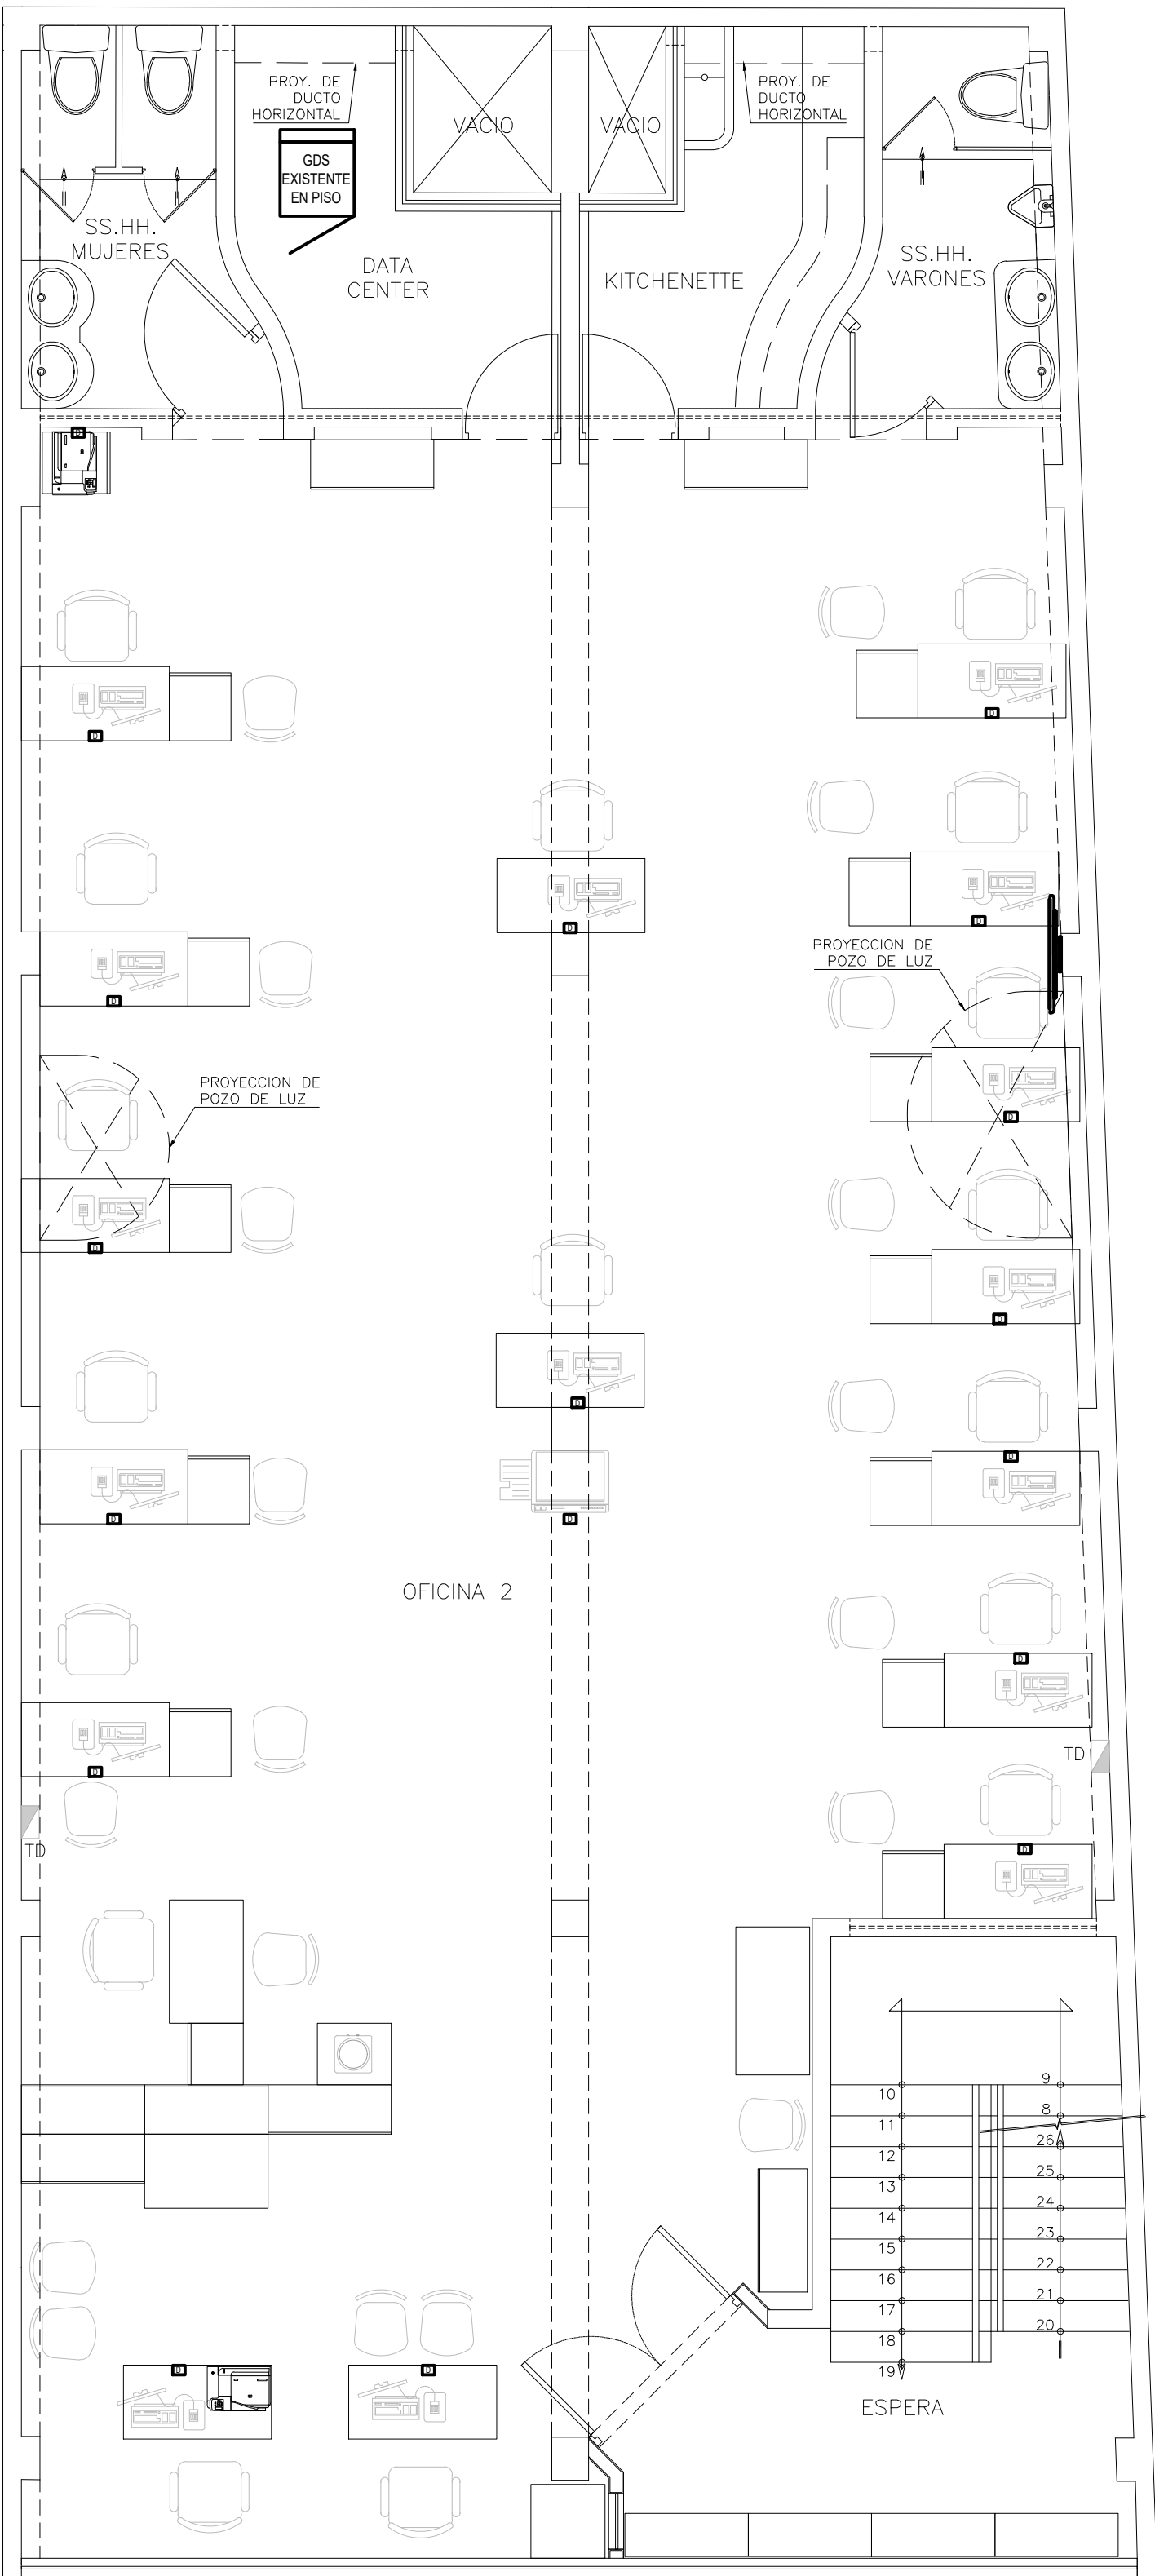 PROY. DE
DUCTO
HORIZONTAL
VACIO
VACIO
PROY. DE
DUCTO
HORIZONTAL
GDS
EXISTENTE
EN PISO
SS.HH.
MUJERES
DATA
CENTER
KITCHENETTE
SS.HH.
VARONES
D
D
D
D
PROYECCION DE
POZO DE LUZ
D
PROYECCION DE
POZO DE LUZ
D
D
D
D
D
D
D
OFICINA 2
D
TD
D
TD
D
9
10
8
11
26
12
25
13
24
14
23
15
22
16
21
17
20
18
19
D
D
ESPERA